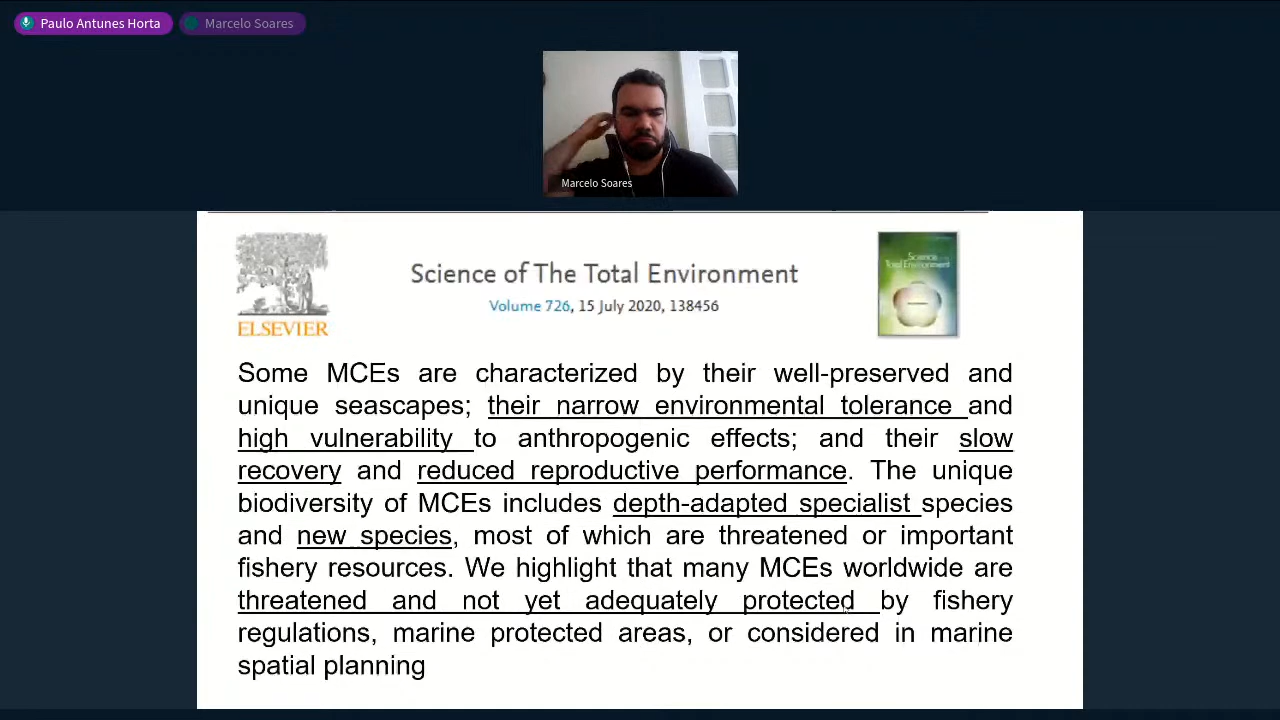 Paulo Antunes Horta
Marcelo Soares
Marcelo Soares
ELSEVIER
Science of The Total Environment
Volume 726, 15 July 2020, 138456
Science of the
Total Environment
Some MCEs are characterized by their well-preserved and
unique seascapes; their narrow environmental tolerance and
high vulnerability to anthropogenic effects; and their slow
recovery and reduced reproductive performance. The unique
biodiversity of MCEs includes depth-adapted specialist species
and new species, most of which are threatened or important
fishery resources. We highlight that many MCEs worldwide are
threatened and not yet adequately protected by fishery
regulations, marine protected areas, or considered in marine
spatial planning